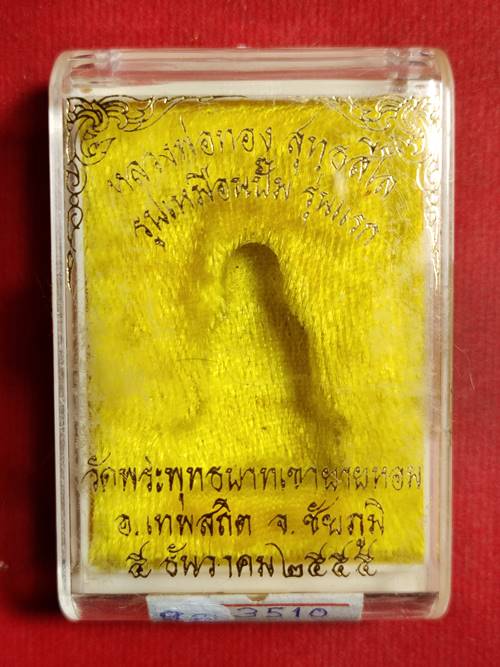 หลวงพ่อทอง สุทธสีโล
รูปเหมือนปั๊ม รุ่นแรก
วัดพระพุทธบาทเขายายหอม
อ.เทพสถิต จ.ชัยภูมิ
๕ ธันวาคม ๒๕๕๕
3510